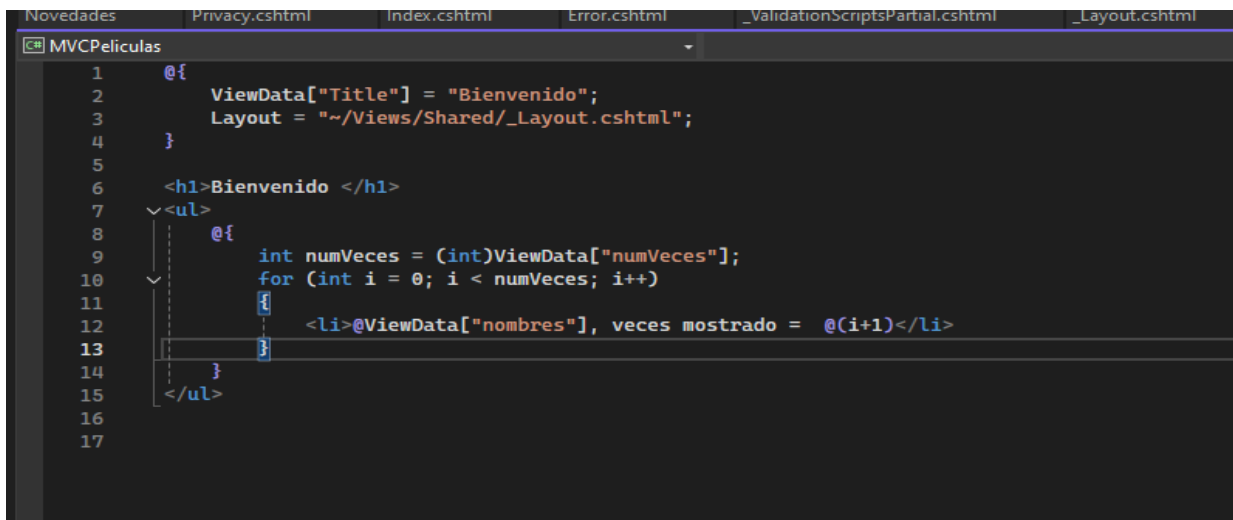 Novedades Privacy.cshtml Index.cshtml Error.cshtml _ValidationScriptsPartial.cshtml _Layout.cshtml
C# MVCPeliculas
1 @{
2 ViewData["Title"] = "Bienvenido";
3 Layout = "~/Views/Shared/_Layout.cshtml";
4 }
5
6 <h1>Bienvenido </h1>
7 <ul>
8 @{
9 int numVeces = (int)ViewData["numVeces"];
10 for (int i = 0; i < numVeces; i++)
11 {
12 <li>@ViewData["nombres"], veces mostrado =  @(i+1)</li>
13 }
14 }
15 </ul>
16
17